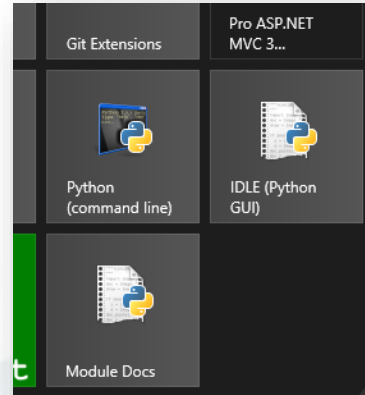 Pro ASP.NET
MVC 3...
Git Extensions
Python
(command line)
IDLE (Python
GUI)
t
Module Docs